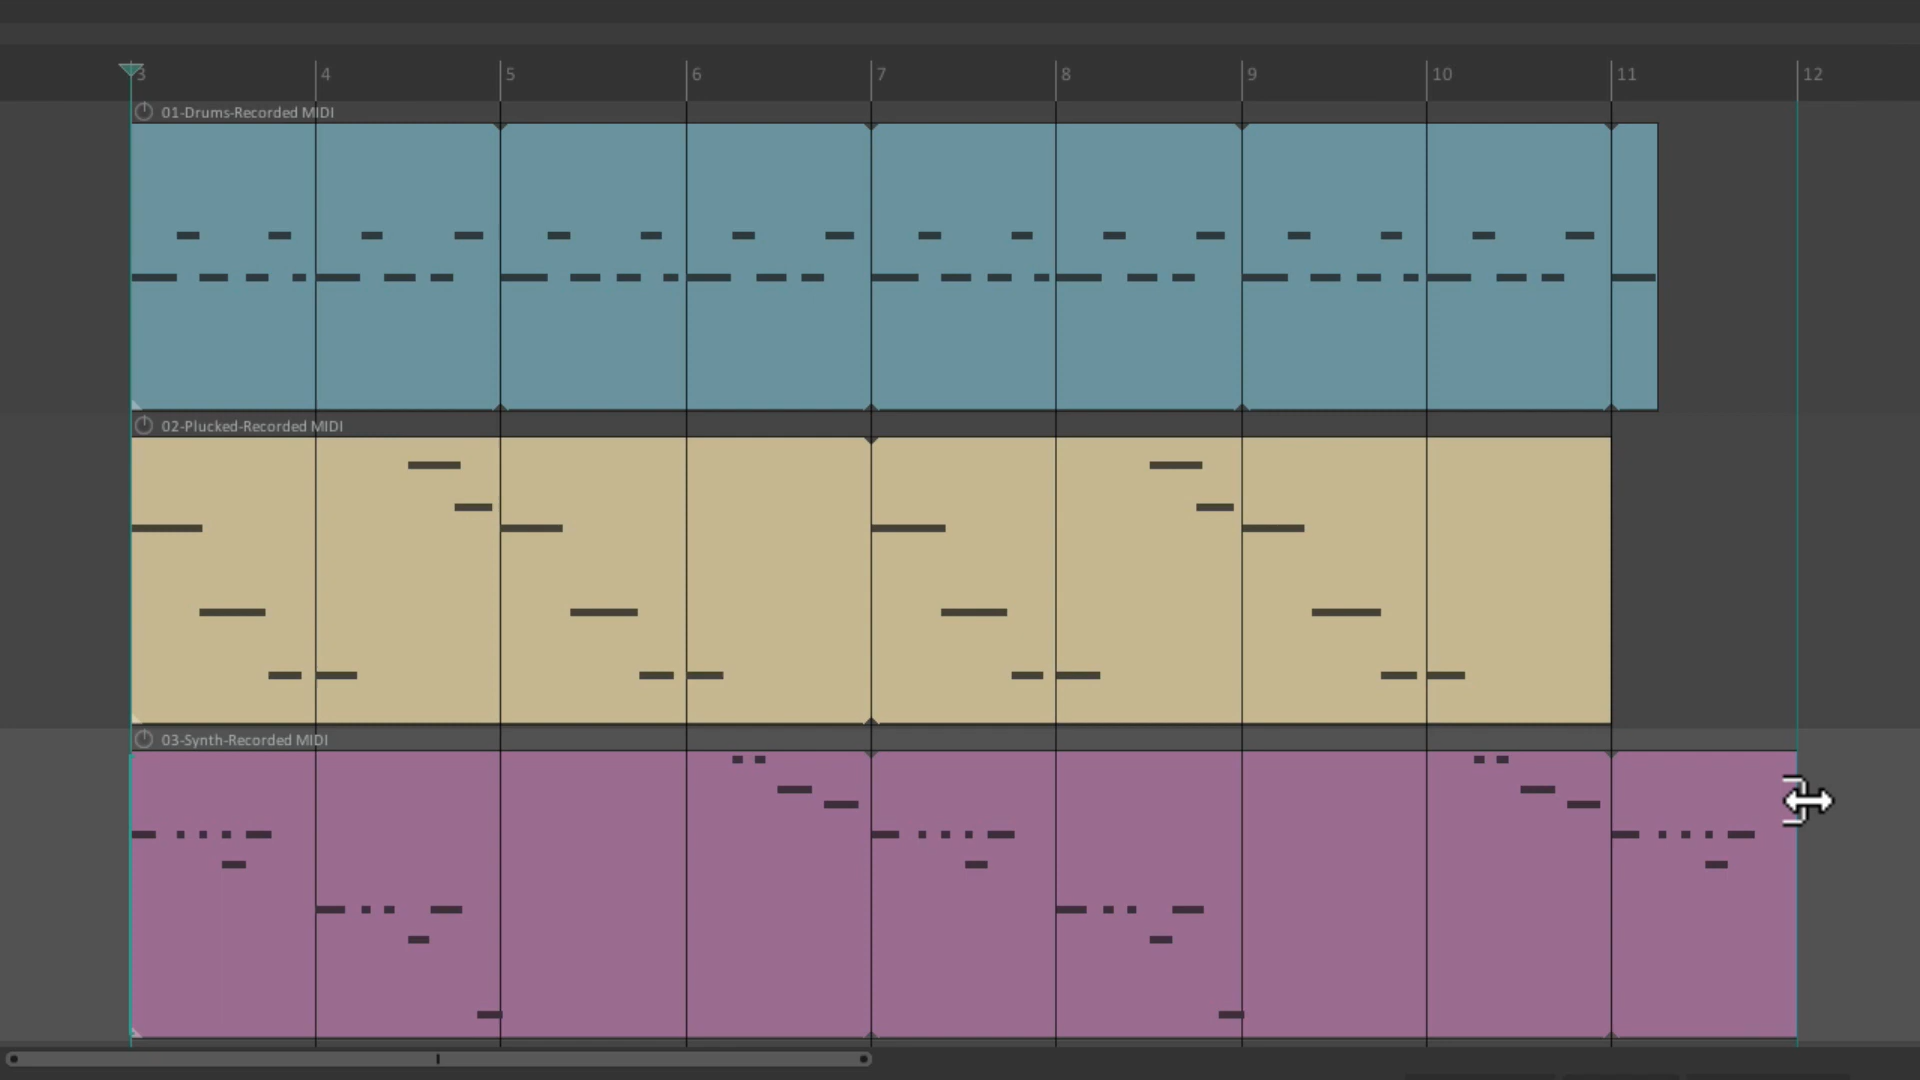 3 4 5 6 7 8 9 10 11 12
01-Drums-Recorded MIDI
02-Plucked-Recorded MIDI
03-Synth-Recorded MIDI